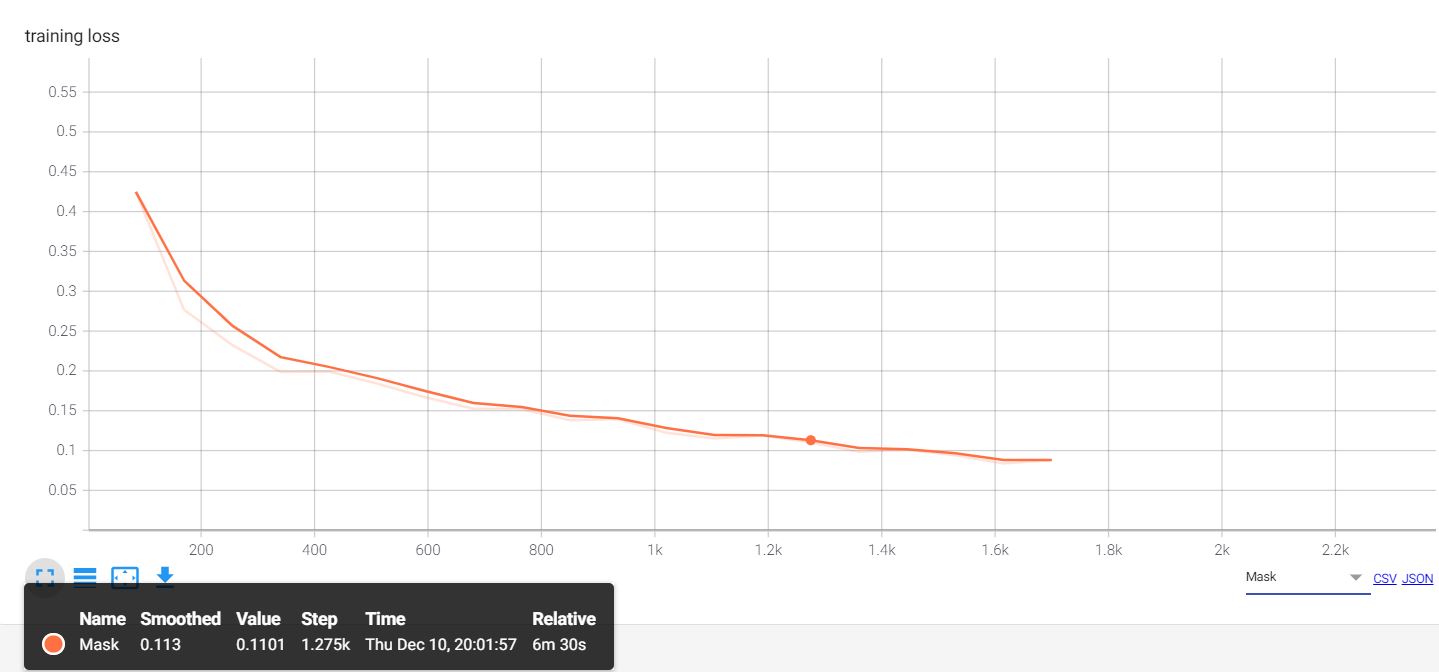 training loss
0.55
0.5
0.45
0.4
0.35
0.3
0.25
0.2
0.15
0.1
0.05
200 400 600 800 1k 1.2k 1.4k 1.6k 1.8k 2k 2.2k
Mask CSV JSON
Name Smoothed Value Step Time Relative
Mask 0.113 0.1101 1.275k Thu Dec 10, 20:01:57 6m 30s